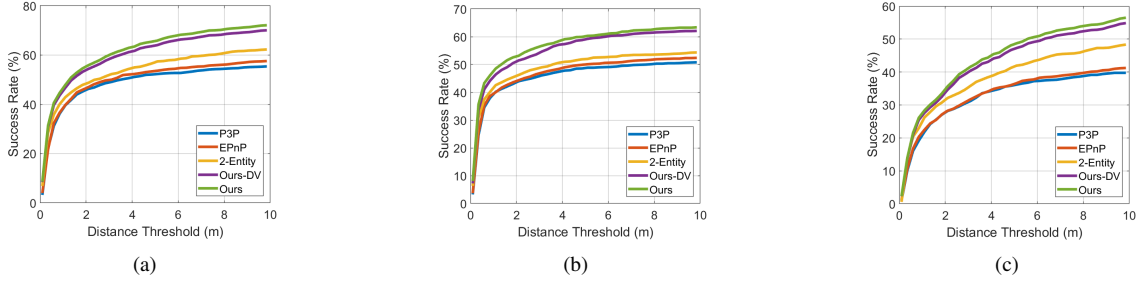 80
60
40
20
0
Success Rate (%)
P3P
EPnP
2-Entity
Ours-DV
Ours
0 2 4 6 8 10
Distance Threshold (m)
(a)
70
60
50
40
30
20
10
0
Success Rate (%)
P3P
EPnP
2-Entity
Ours-DV
Ours
0 2 4 6 8 10
Distance Threshold (m)
(b)
60
50
40
30
20
10
0
Success Rate (%)
P3P
EPnP
2-Entity
Ours-DV
Ours
0 2 4 6 8 10
Distance Threshold (m)
(c)